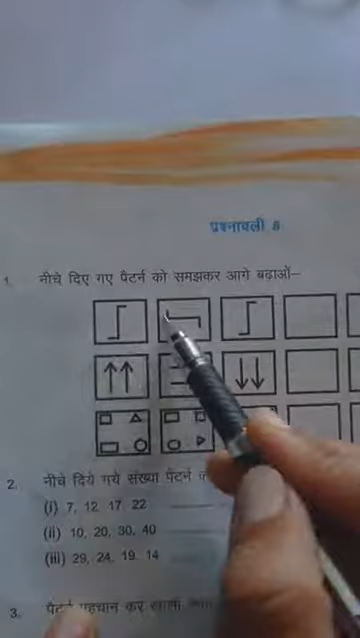 प्रश्नावली 8
1. नीचे दिए गए पैटर्न को समझकर आगे बढ़ाओं–
2. नीचे दिये गये संख्या पैटर्न
(i) 7, 12 17, 22
(ii) 10, 20, 30, 40
(iii) 29, 24, 19, 14
3. पहचान कर